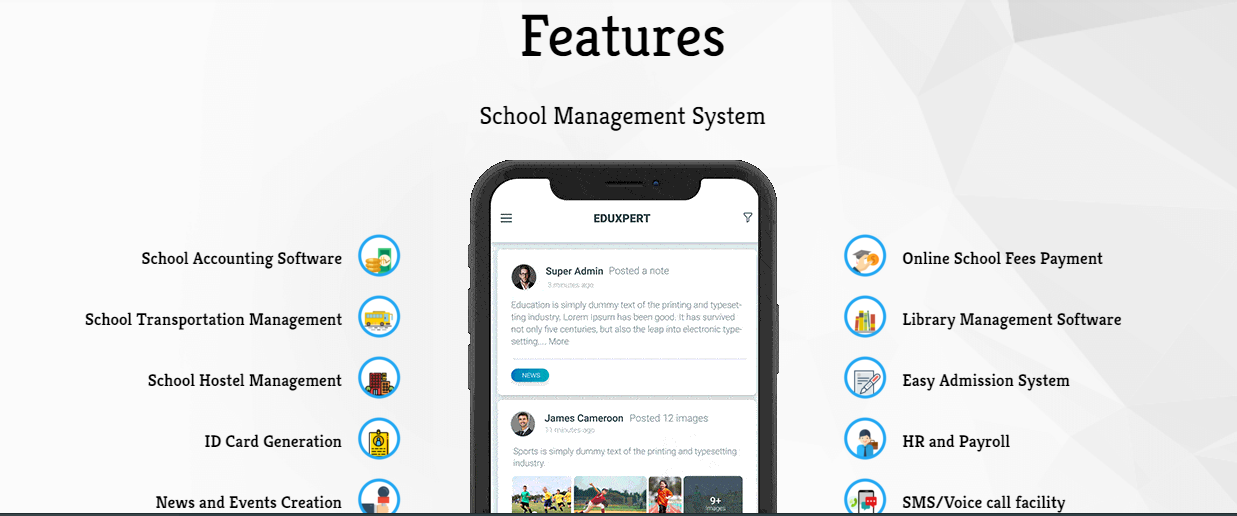 Features
School Management System
School Accounting Software
School Transportation Management
School Hostel Management
ID Card Generation
News and Events Creation
EDUXPERT
Super Admin Posted a note
3 minutes ago
Education is simply dummy text of the printing and typeset-
ting industry. Lorem Ipsum has been good. It has survived
not only five centuries, but also the leap into electronic type-
setting.... More
NEWS
James Cameroon Posted 12 images
11 minutes ago
Sports is simply dummy text of the printing and typesetting
industry.
9+
images
Online School Fees Payment
Library Management Software
Easy Admission System
HR and Payroll
SMS/Voice call facility